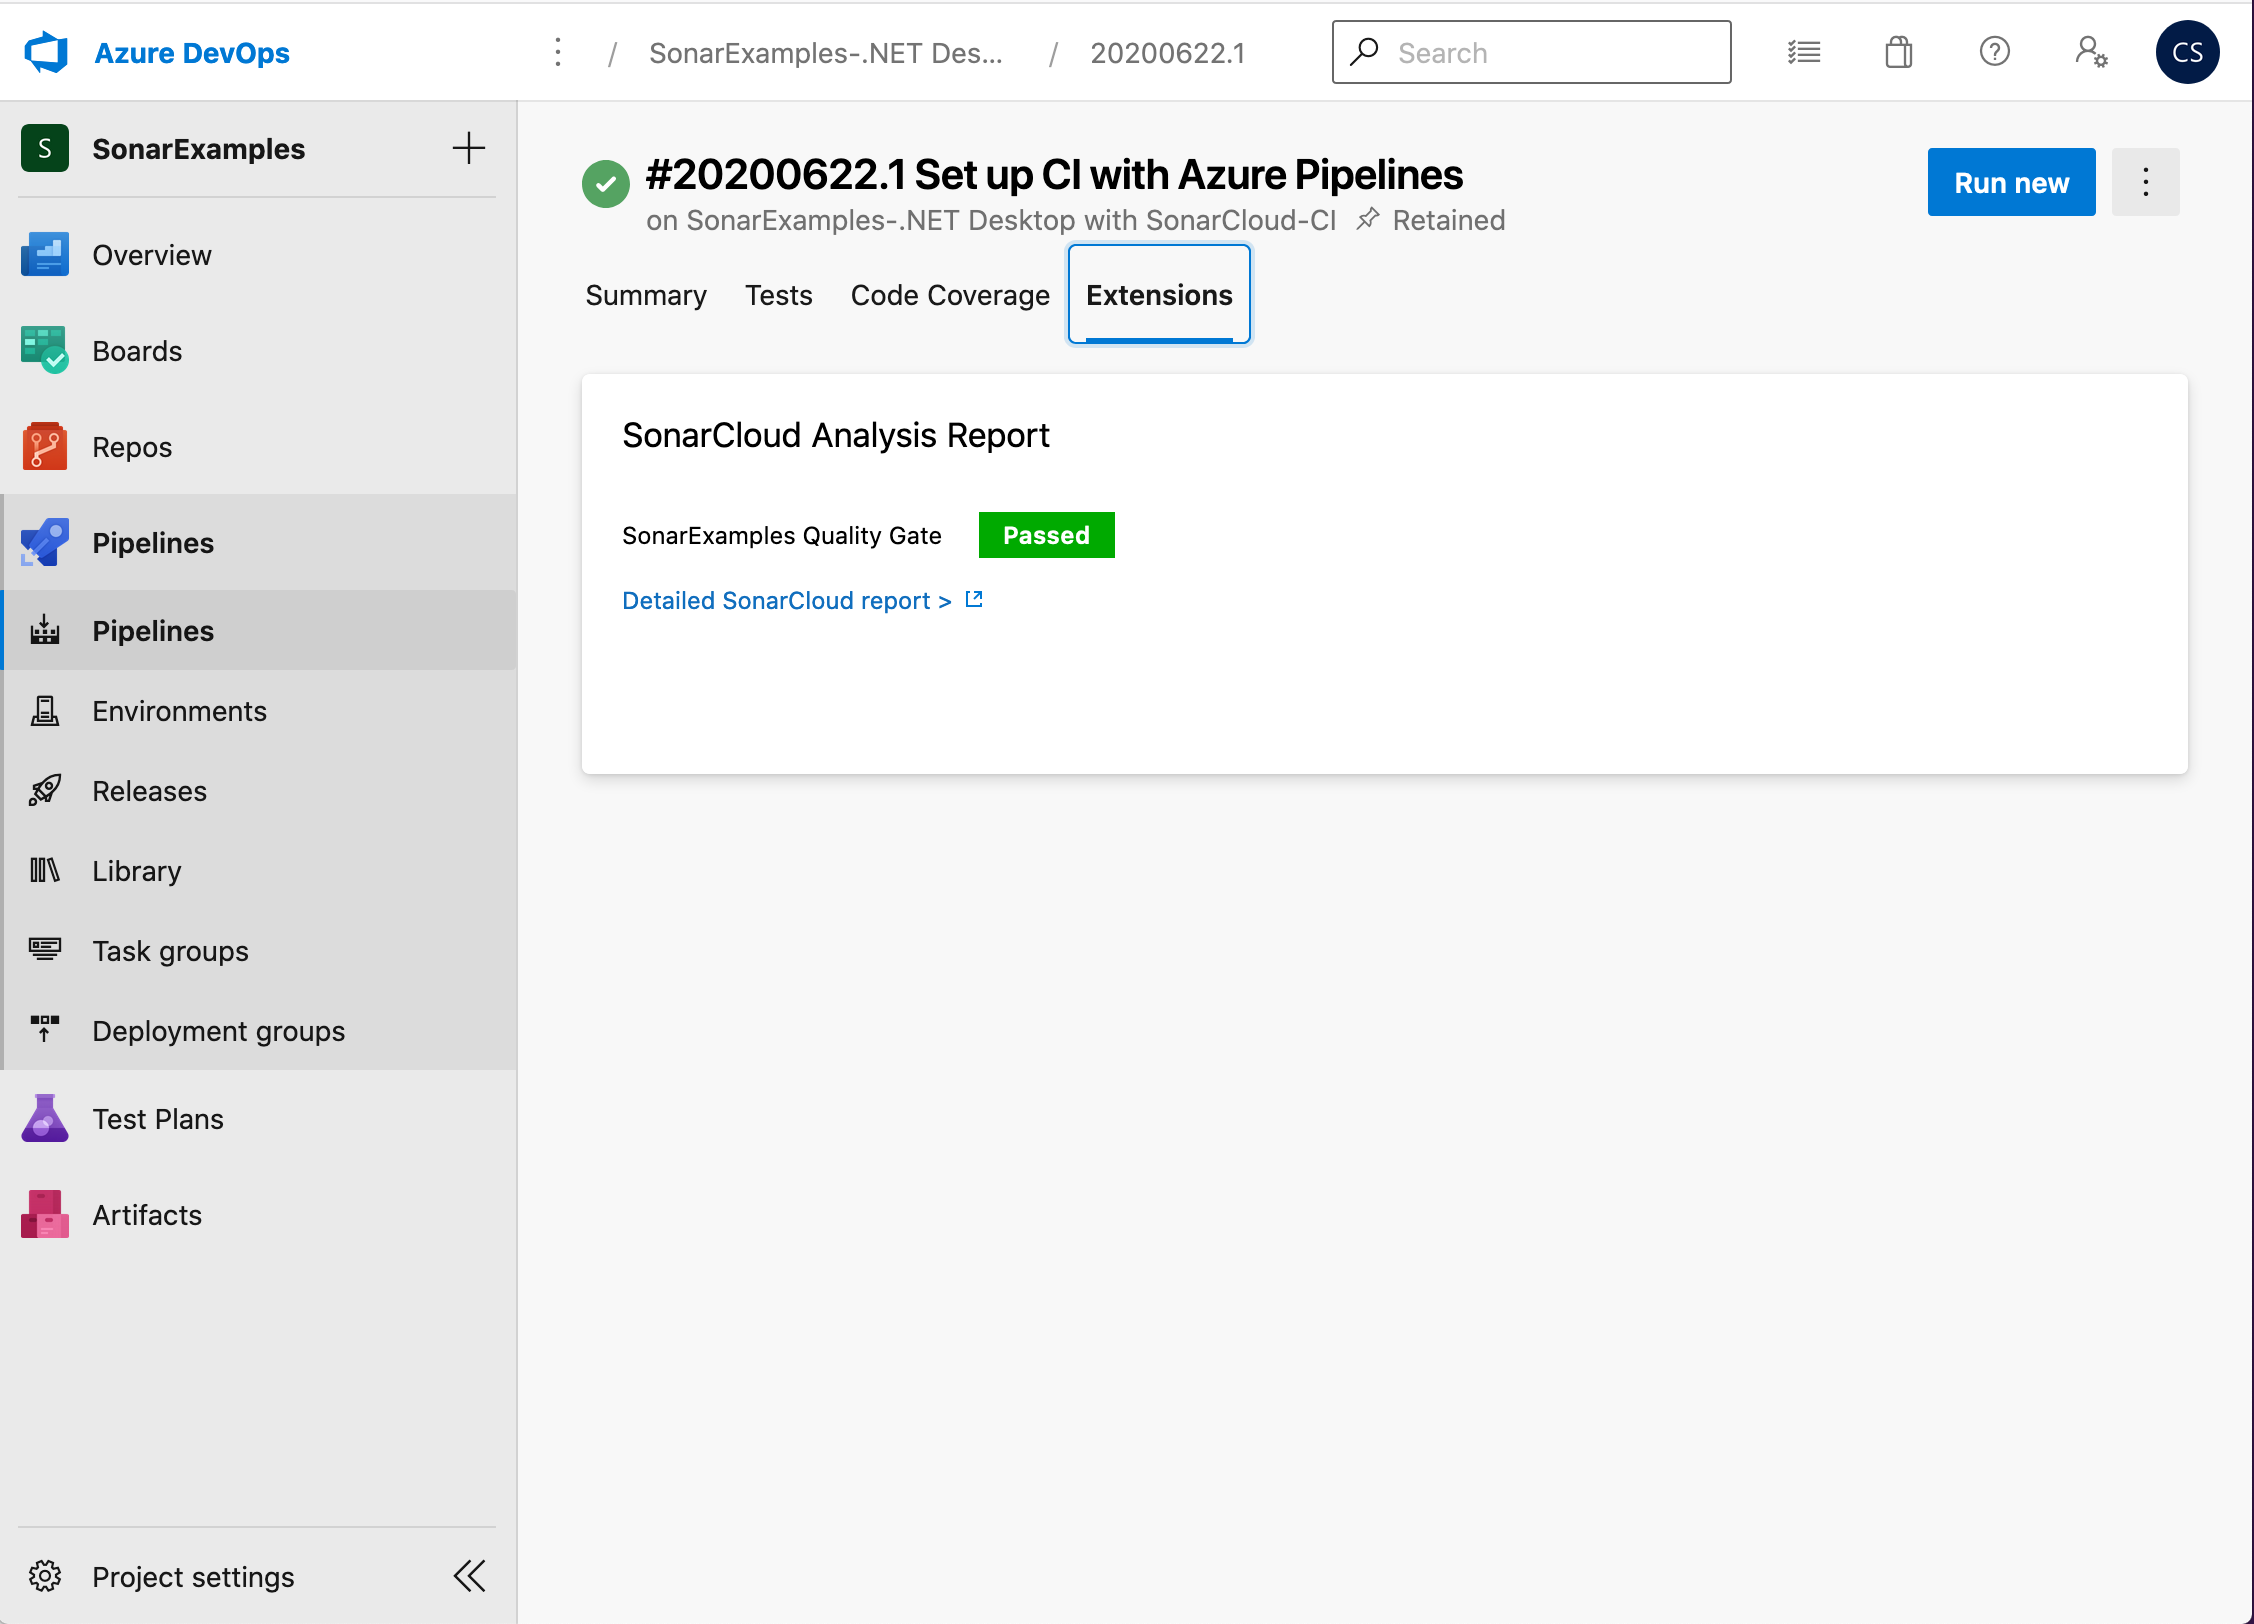 Azure DevOps
/ SonarExamples-.NET Des... / 20200622.1
Search
CS
S SonarExamples
Overview
Boards
Repos
Pipelines
Pipelines
Environments
Releases
Library
Task groups
Deployment groups
Test Plans
Artifacts
Project settings
#20200622.1 Set up CI with Azure Pipelines
on SonarExamples-.NET Desktop with SonarCloud-CI Retained
Run new
Summary Tests Code Coverage Extensions
SonarCloud Analysis Report
SonarExamples Quality Gate Passed
Detailed SonarCloud report >